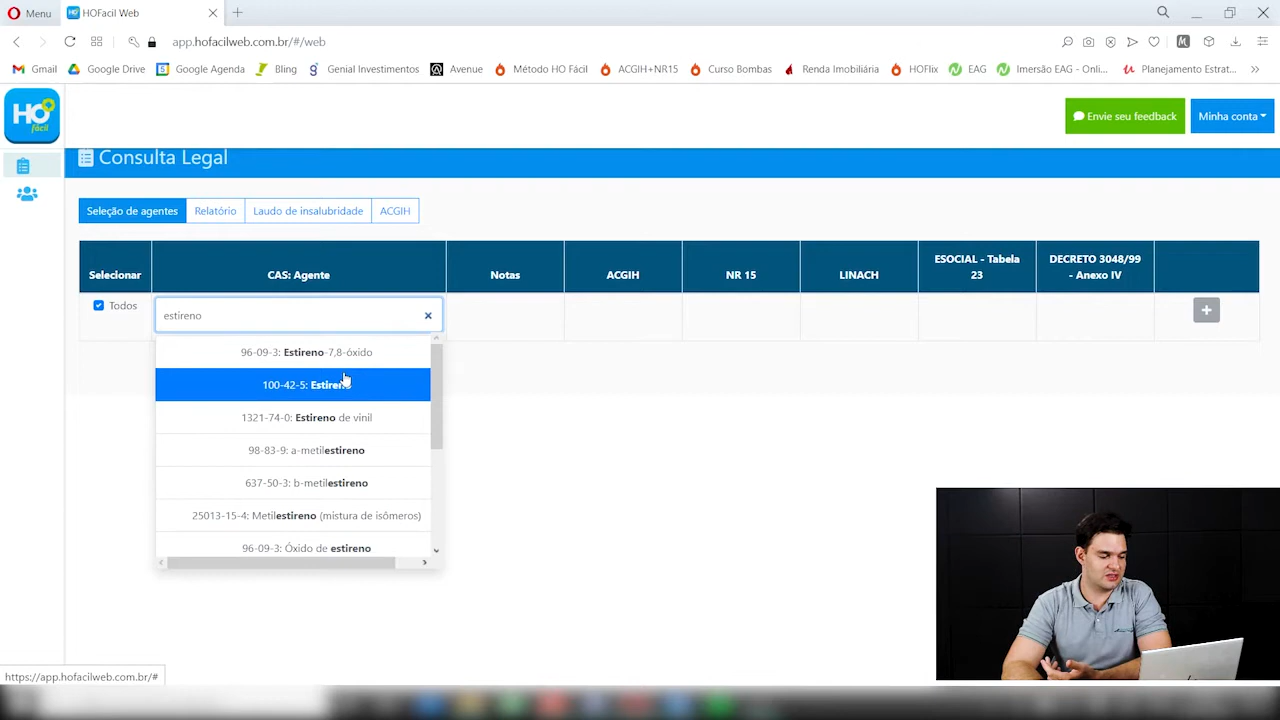 Menu
HOFacil Web
app.hofacilweb.com.br/#/web
Gmail Google Drive Google Agenda Bling Genial Investimentos Avenue Método HO Fácil ACGIH+NR15 Curso Bombas Renda Imobiliária HOFlix EAG Imersão EAG - Onli... Planejamento Estrat... »
HO fácil
Envie seu feedback
Minha conta
Consulta Legal
Seleção de agentes Relatório Laudo de insalubridade ACGIH
Selecionar CAS: Agente Notas ACGIH NR 15 LINACH ESOCIAL - Tabela 23 DECRETO 3048/99 - Anexo IV
Todos
estireno
96-09-3: Estireno-7,8-óxido
100-42-5: Estireno
1321-74-0: Estireno de vinil
98-83-9: a-metilestireno
637-50-3: b-metilestireno
25013-15-4: Metilestireno (mistura de isômeros)
96-09-3: Óxido de estireno
https://app.hofacilweb.com.br/#